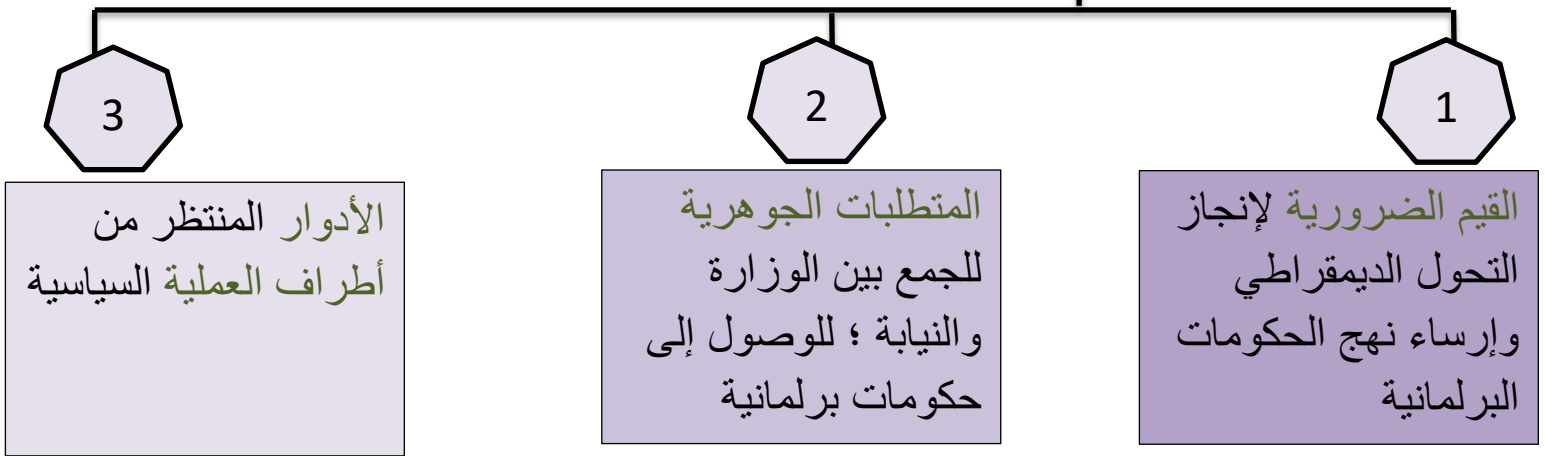 1
القيم الضرورية لإنجاز
التحول الديمقراطي
وإرساء نهج الحكومات
البرلمانية
2
المتطلبات الجوهرية
للجمع بين الوزارة
والنيابة ؛ للوصول إلى
حكومات برلمانية
3
الأدوار المنتظر من
أطراف العملية السياسية